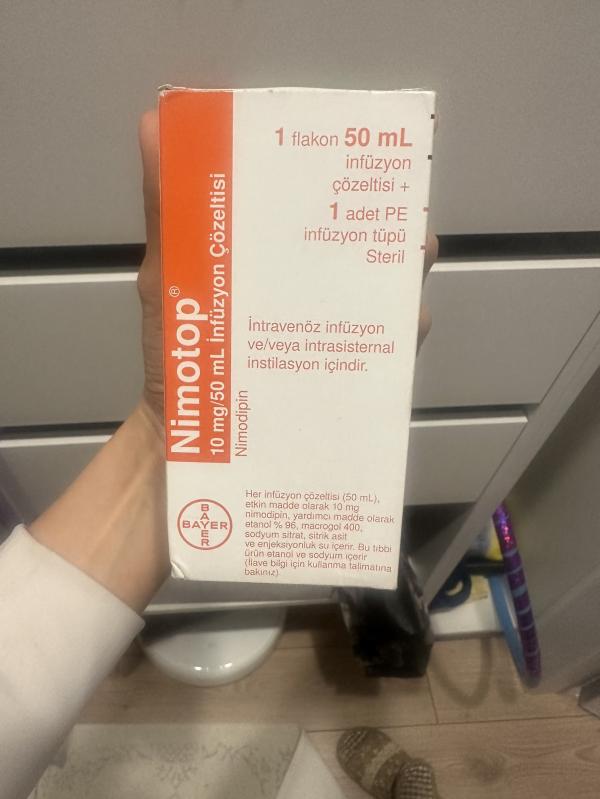 1 flakon 50 mL
infüzyon
çözeltisi +
1 adet PE
infüzyon tüpü
Steril
Nimotop®
10 mg/50 mL İnfüzyon Çözeltisi
Nimodipin
İntravenöz infüzyon
ve/veya intrasisternal
instilasyon içindir.
BAYER
BAYER
Her infüzyon çözeltisi (50 mL),
etkin madde olarak 10 mg
nimodipin, yardımcı madde olarak
etanol % 96, macrogol 400,
sodyum sitrat, sitrik asit
ve enjeksiyonluk su içerir. Bu tıbbi
ürün etanol ve sodyum içerir
(İlave bilgi için kullanma talimatına
bakınız).